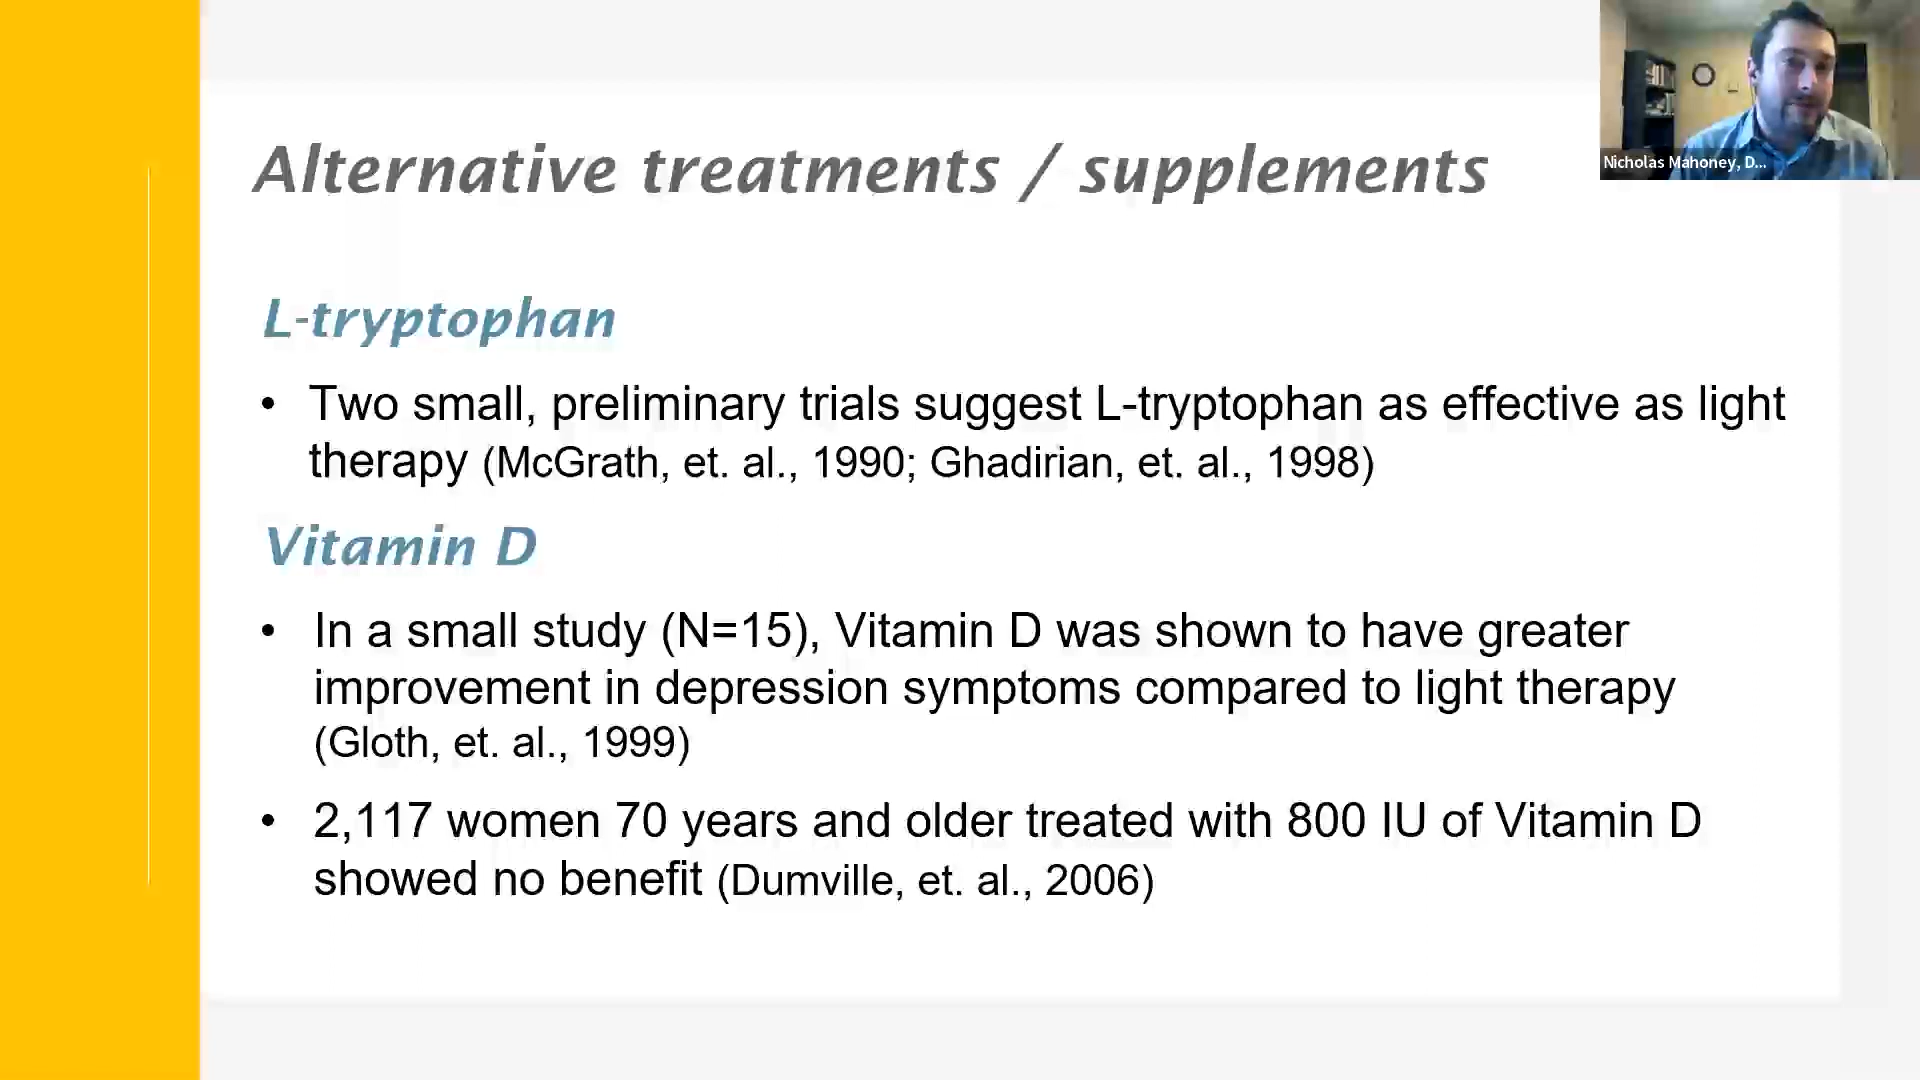 Nicholas Mahoney, D...
Alternative treatments / supplements
L-tryptophan
• Two small, preliminary trials suggest L-tryptophan as effective as light
therapy (McGrath, et. al., 1990; Ghadirian, et. al., 1998)
Vitamin D
• In a small study (N=15), Vitamin D was shown to have greater
improvement in depression symptoms compared to light therapy
(Gloth, et. al., 1999)
• 2,117 women 70 years and older treated with 800 IU of Vitamin D
showed no benefit (Dumville, et. al., 2006)